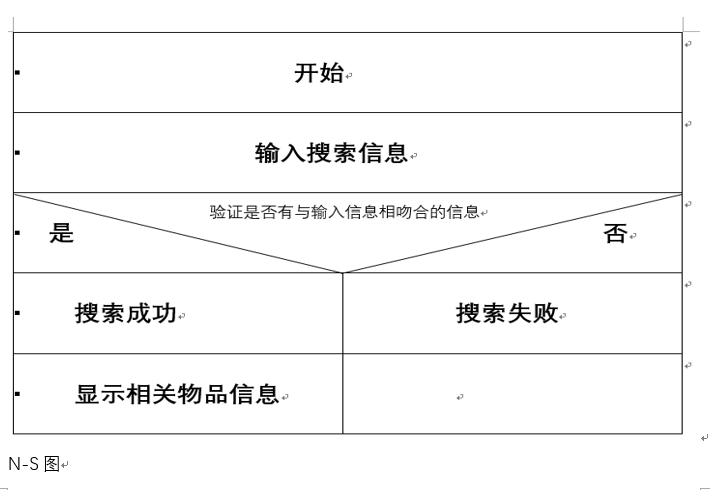 开始
输入搜索信息
验证是否有与输入信息相吻合的信息
是 否
搜索成功 搜索失败
显示相关物品信息
N-S 图